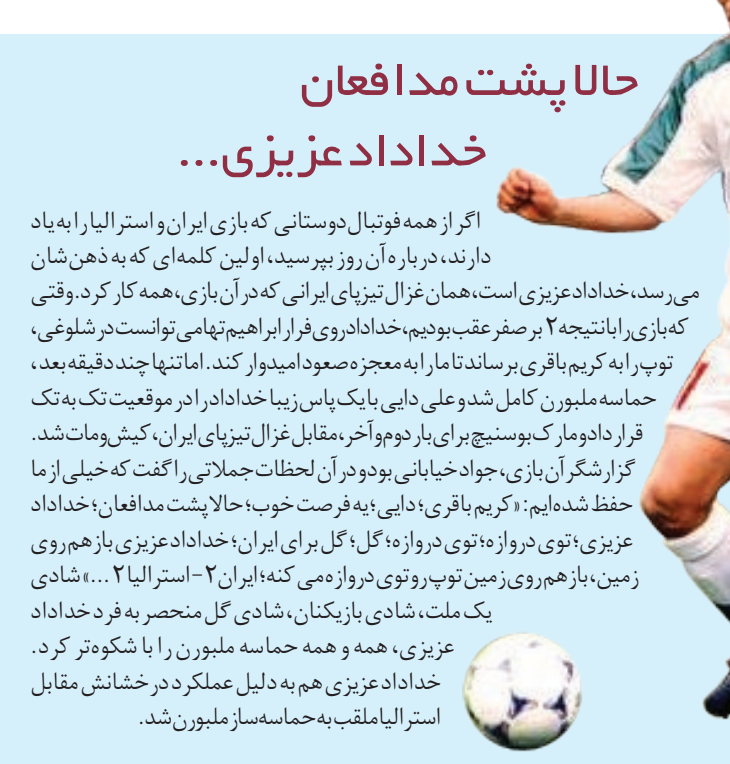 حالا پشت مدافعان
خداداد عزیزی...
اگر از همه فوتبال‌دوستانی که بازی ایران و استرالیا را به یاد
دارند، درباره آن روز بپرسید، اولین کلمه‌ای که به ذهن‌شان
می‌رسد، خداداد عزیزی است، همان غزال تیزپای ایرانی که در آن بازی، همه کار کرد. وقتی
که بازی را با نتیجه ۲ بر صفر عقب بودیم، خداداد روی فرار ابراهیم تهامی توانست در شلوغی،
توپ را به کریم باقری برساند تا ما را به معجزه صعود امیدوار کند. اما تنها چند دقیقه بعد،
حماسه ملبورن کامل شد و علی دایی با یک پاس زیبا خداداد را در موقعیت تک به تک
قرار داد و مارک بوسنیچ برای بار دوم و آخر، مقابل غزال تیزپای ایران، کیش و مات شد.
گزارشگر آن بازی، جواد خیابانی بود و در آن لحظات جملاتی را گفت که خیلی از ما
حفظ شده‌ایم: «کریم باقری؛ دایی؛ یه فرصت خوب؛ حالا پشت مدافعان؛ خداداد
عزیزی؛ توی دروازه؛ توی دروازه؛ گل؛ گل برای ایران؛ خداداد عزیزی باز هم روی
زمین، باز هم روی زمین توپ رو توی دروازه می کنه؛ ایران ۲- استرالیا ۲ ...» شادی
یک ملت، شادی بازیکنان، شادی گل منحصر به فرد خداداد
عزیزی، همه و همه حماسه ملبورن را با شکوه‌تر کرد.
خداداد عزیزی هم به دلیل عملکرد درخشانش مقابل
استرالیا ملقب به حماسه‌ساز ملبورن شد.